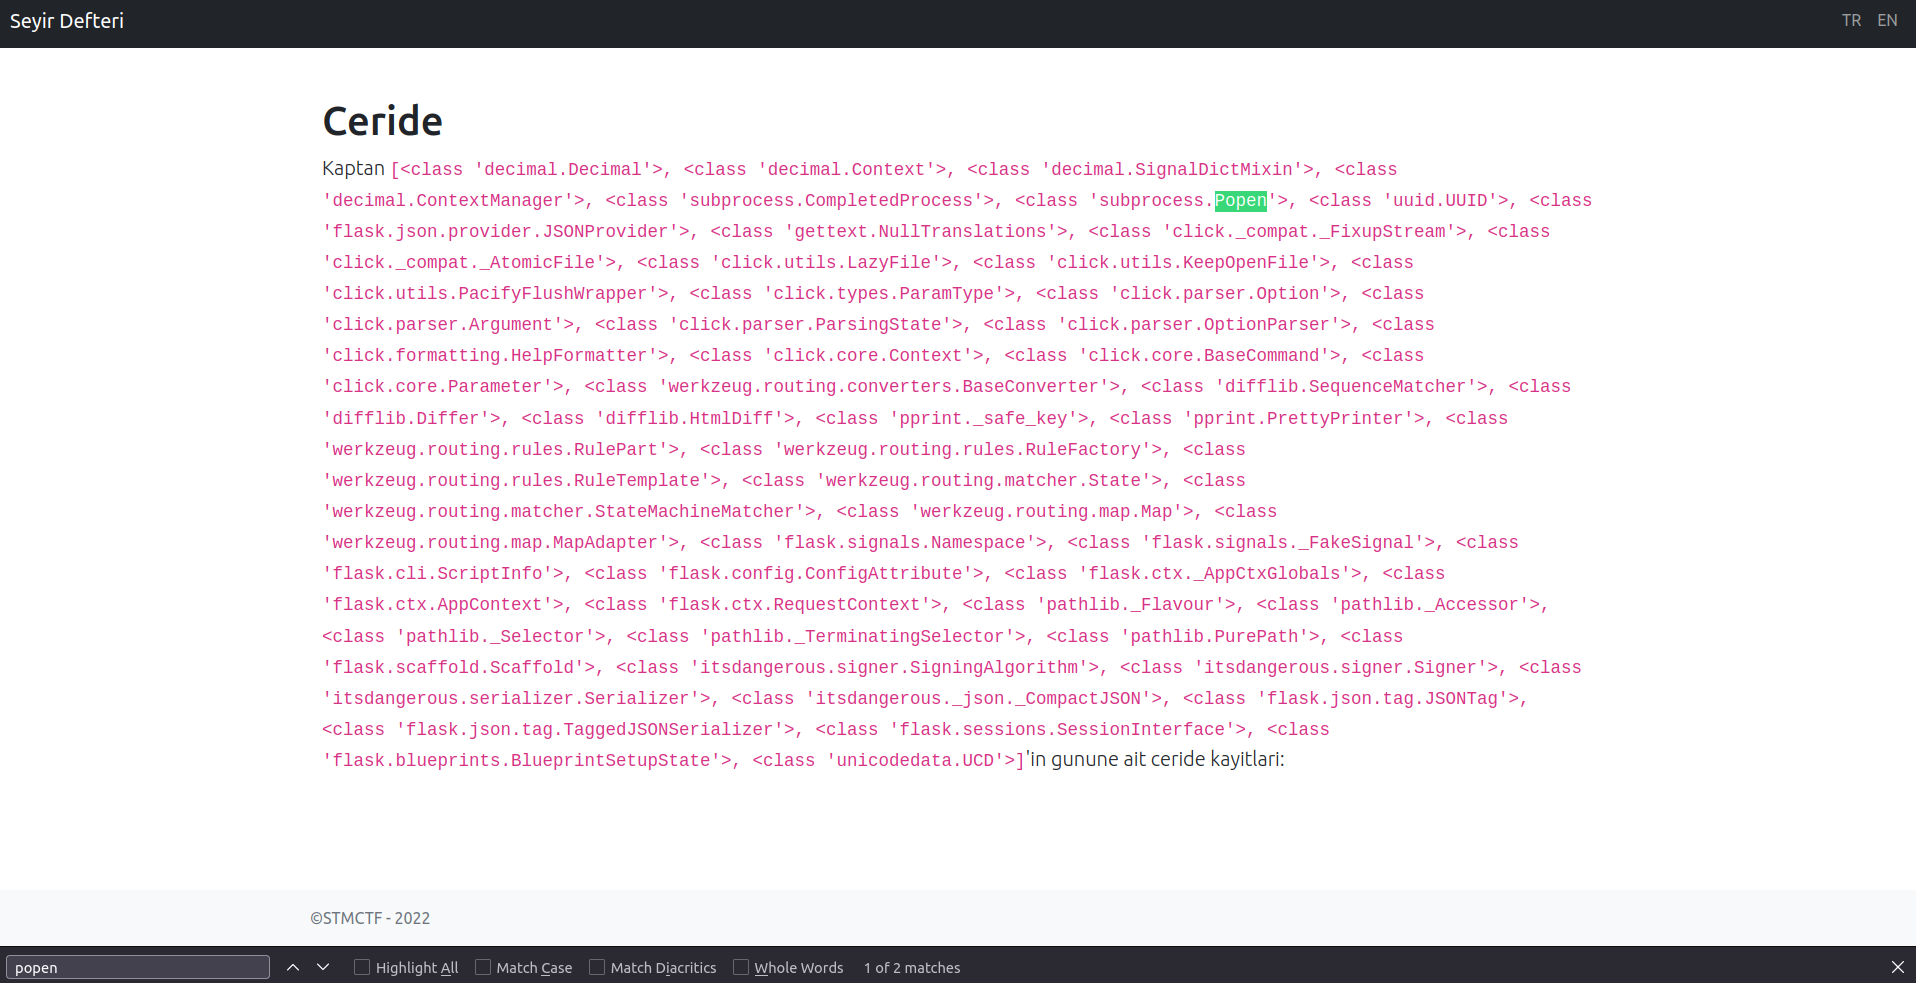 Seyir Defteri TR EN
Ceride
Kaptan [<class 'decimal.Decimal'>, <class 'decimal.Context'>, <class 'decimal.SignalDictMixin'>, <class
'decimal.ContextManager'>, <class 'subprocess.CompletedProcess'>, <class 'subprocess.Popen'>, <class 'uuid.UUID'>, <class
'flask.json.provider.JSONProvider'>, <class 'gettext.NullTranslations'>, <class 'click._compat._FixupStream'>, <class
'click._compat._AtomicFile'>, <class 'click.utils.LazyFile'>, <class 'click.utils.KeepOpenFile'>, <class
'click.utils.PacifyFlushWrapper'>, <class 'click.types.ParamType'>, <class 'click.parser.Option'>, <class
'click.parser.Argument'>, <class 'click.parser.ParsingState'>, <class 'click.parser.OptionParser'>, <class
'click.formatting.HelpFormatter'>, <class 'click.core.Context'>, <class 'click.core.BaseCommand'>, <class
'click.core.Parameter'>, <class 'werkzeug.routing.converters.BaseConverter'>, <class 'difflib.SequenceMatcher'>, <class
'difflib.Differ'>, <class 'difflib.HtmlDiff'>, <class 'pprint._safe_key'>, <class 'pprint.PrettyPrinter'>, <class
'werkzeug.routing.rules.RulePart'>, <class 'werkzeug.routing.rules.RuleFactory'>, <class
'werkzeug.routing.rules.RuleTemplate'>, <class 'werkzeug.routing.matcher.State'>, <class
'werkzeug.routing.matcher.StateMachineMatcher'>, <class 'werkzeug.routing.map.Map'>, <class
'werkzeug.routing.map.MapAdapter'>, <class 'flask.signals.Namespace'>, <class 'flask.signals._FakeSignal'>, <class
'flask.cli.ScriptInfo'>, <class 'flask.config.ConfigAttribute'>, <class 'flask.ctx._AppCtxGlobals'>, <class
'flask.ctx.AppContext'>, <class 'flask.ctx.RequestContext'>, <class 'pathlib._Flavour'>, <class 'pathlib._Accessor'>,
<class 'pathlib._Selector'>, <class 'pathlib._TerminatingSelector'>, <class 'pathlib.PurePath'>, <class
'flask.scaffold.Scaffold'>, <class 'itsdangerous.signer.SigningAlgorithm'>, <class 'itsdangerous.signer.Signer'>, <class
'itsdangerous.serializer.Serializer'>, <class 'itsdangerous._json._CompactJSON'>, <class 'flask.json.tag.JSONTag'>,
<class 'flask.json.tag.TaggedJSONSerializer'>, <class 'flask.sessions.SessionInterface'>, <class
'flask.blueprints.BlueprintSetupState'>, <class 'unicodedata.UCD'>]'in gunune ait ceride kayitlari:
©STMCTF - 2022
popen Highlight All Match Case Match Diacritics Whole Words 1 of 2 matches